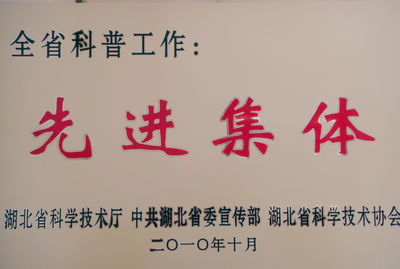 全省科普工作：
先进集体
湖北省科学技术厅 中共湖北省委宣传部 湖北省科学技术协会
二〇一〇年十月